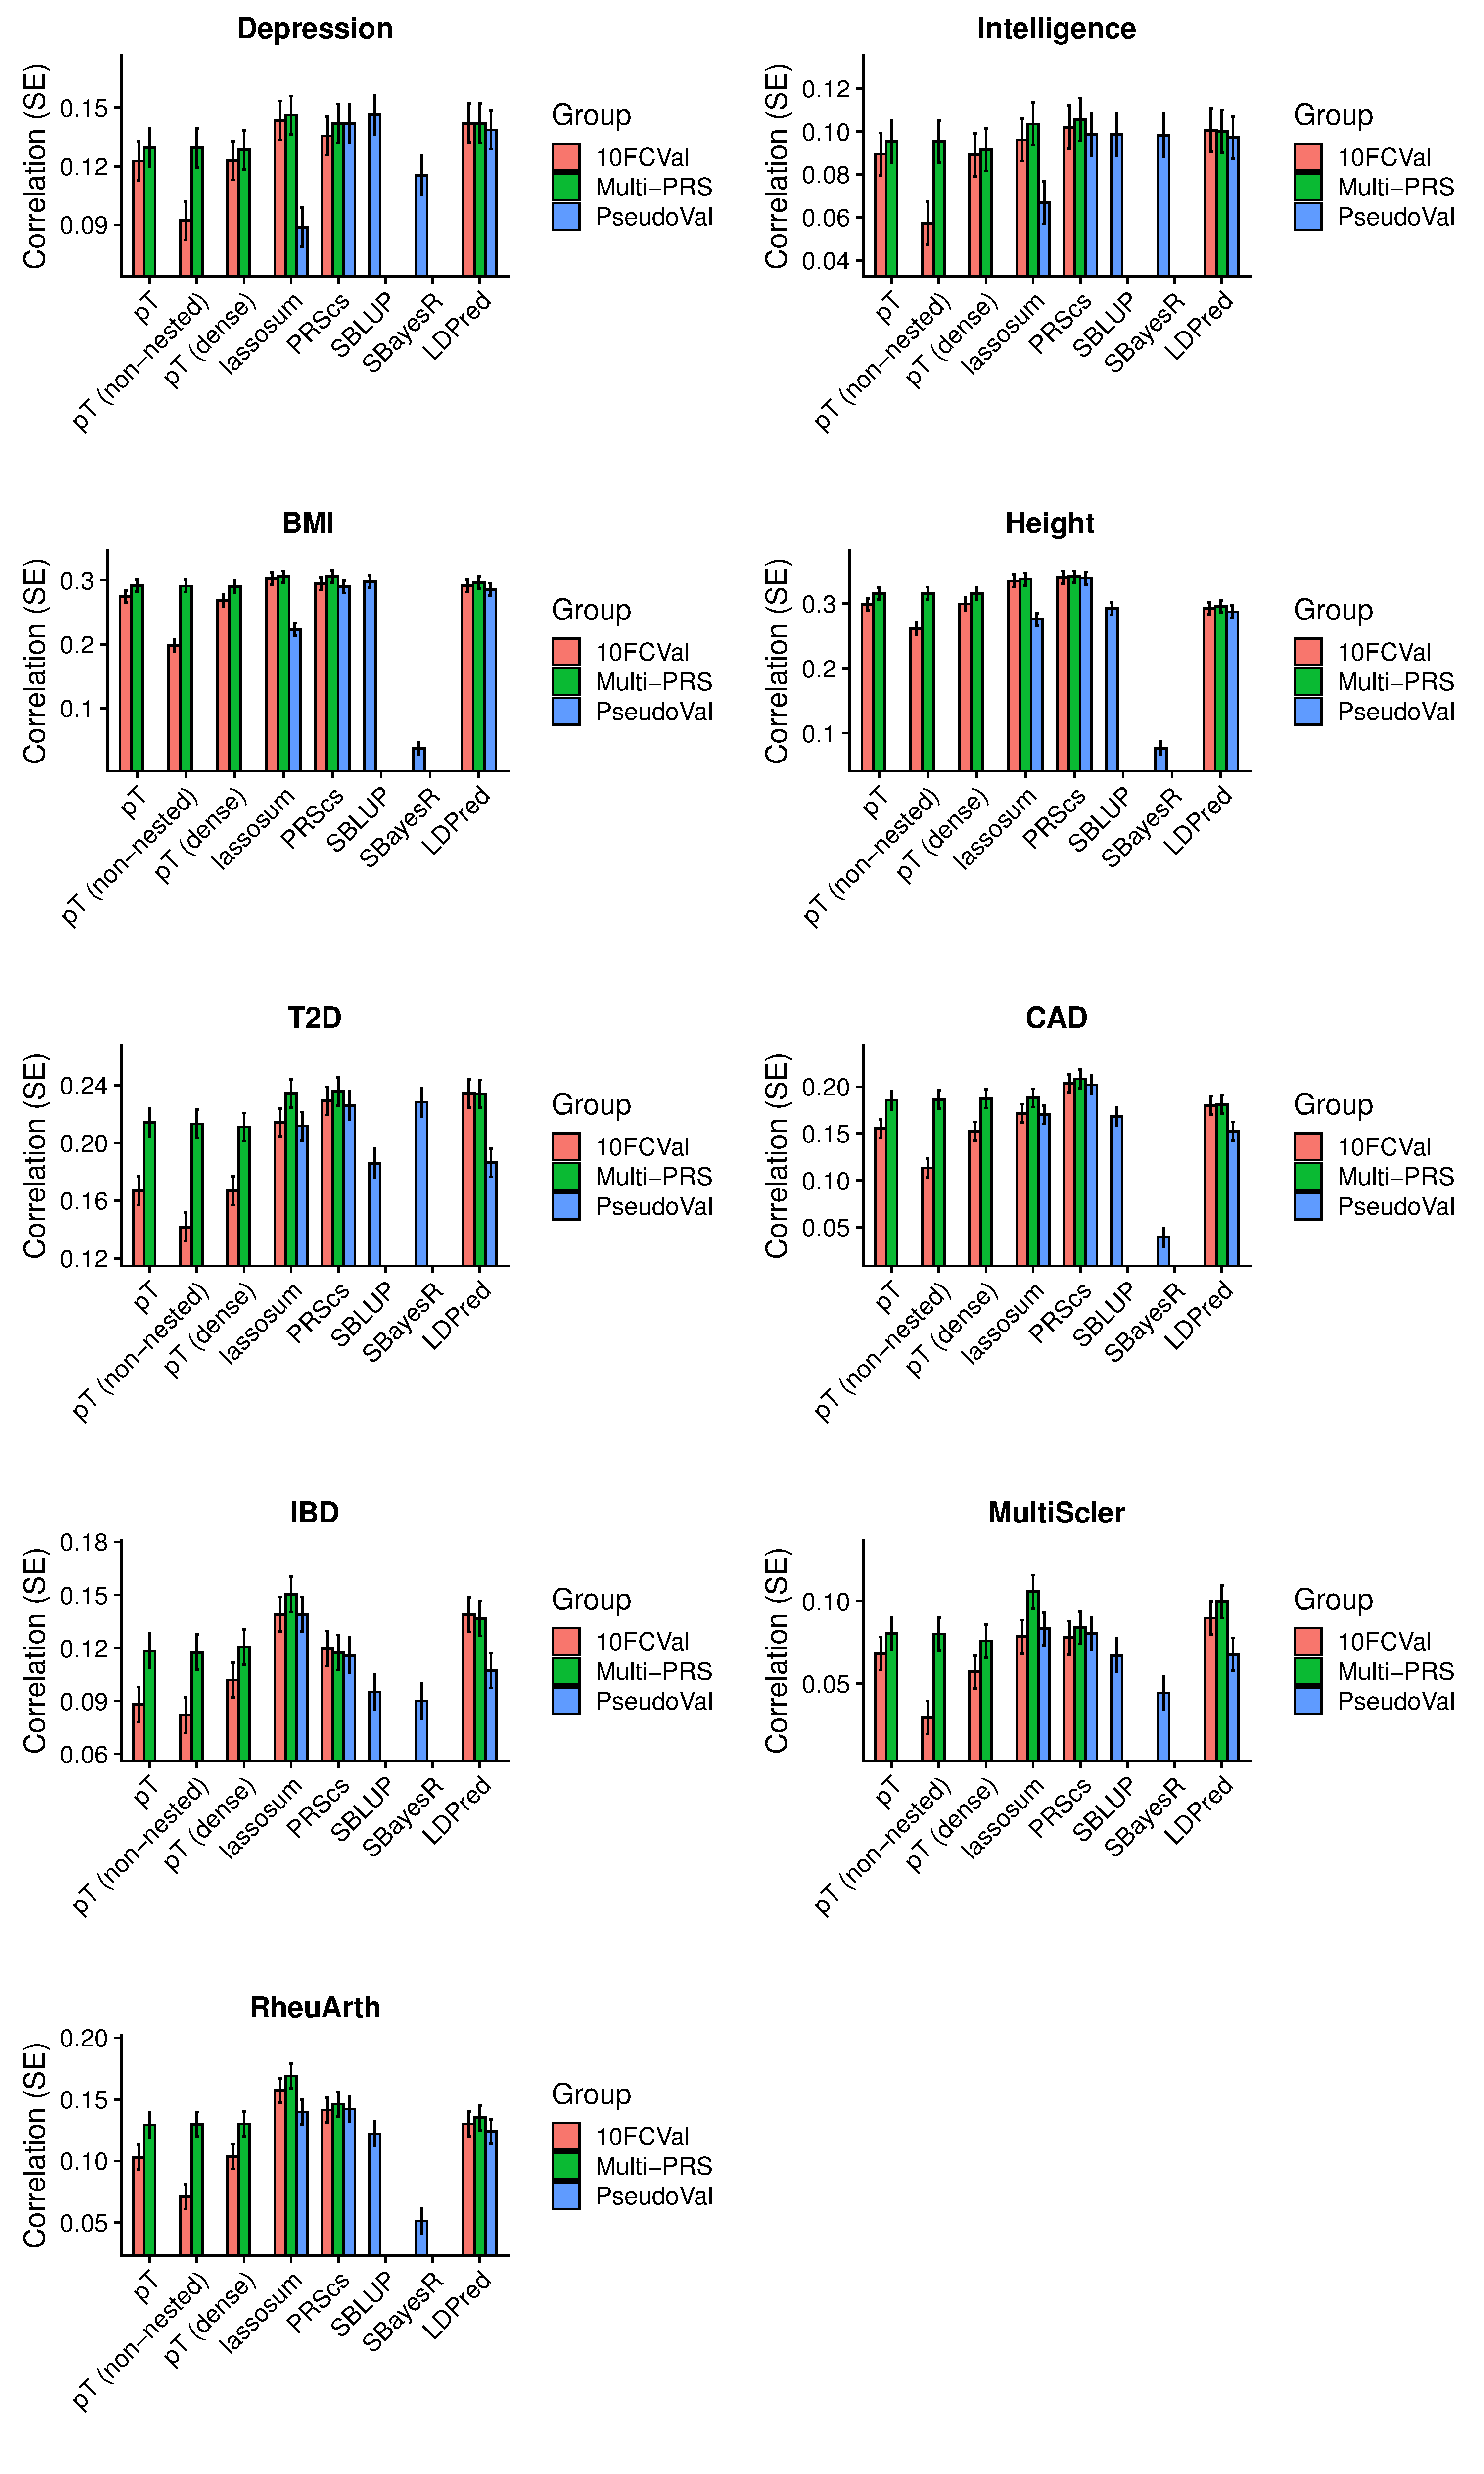 Depression
Correlation (SE)
0.15
0.12
0.09
pT
pT (non−nested)
pT (dense)
lassosum
PRScs
SBLUP
SBayesR
LDPred
Group
10FCVal
Multi−PRS
PseudoVal
Intelligence
Correlation (SE)
0.12
0.10
0.08
0.06
0.04
pT
pT (non−nested)
pT (dense)
lassosum
PRScs
SBLUP
SBayesR
LDPred
Group
10FCVal
Multi−PRS
PseudoVal
BMI
Correlation (SE)
0.3
0.2
0.1
pT
pT (non−nested)
pT (dense)
lassosum
PRScs
SBLUP
SBayesR
LDPred
Group
10FCVal
Multi−PRS
PseudoVal
Height
Correlation (SE)
0.3
0.2
0.1
pT
pT (non−nested)
pT (dense)
lassosum
PRScs
SBLUP
SBayesR
LDPred
Group
10FCVal
Multi−PRS
PseudoVal
T2D
Correlation (SE)
0.24
0.20
0.16
0.12
pT
pT (non−nested)
pT (dense)
lassosum
PRScs
SBLUP
SBayesR
LDPred
Group
10FCVal
Multi−PRS
PseudoVal
CAD
Correlation (SE)
0.20
0.15
0.10
0.05
pT
pT (non−nested)
pT (dense)
lassosum
PRScs
SBLUP
SBayesR
LDPred
Group
10FCVal
Multi−PRS
PseudoVal
IBD
Correlation (SE)
0.18
0.15
0.12
0.09
0.06
pT
pT (non−nested)
pT (dense)
lassosum
PRScs
SBLUP
SBayesR
LDPred
Group
10FCVal
Multi−PRS
PseudoVal
MultiScler
Correlation (SE)
0.10
0.05
pT
pT (non−nested)
pT (dense)
lassosum
PRScs
SBLUP
SBayesR
LDPred
Group
10FCVal
Multi−PRS
PseudoVal
RheuArth
Correlation (SE)
0.20
0.15
0.10
0.05
pT
pT (non−nested)
pT (dense)
lassosum
PRScs
SBLUP
SBayesR
LDPred
Group
10FCVal
Multi−PRS
PseudoVal